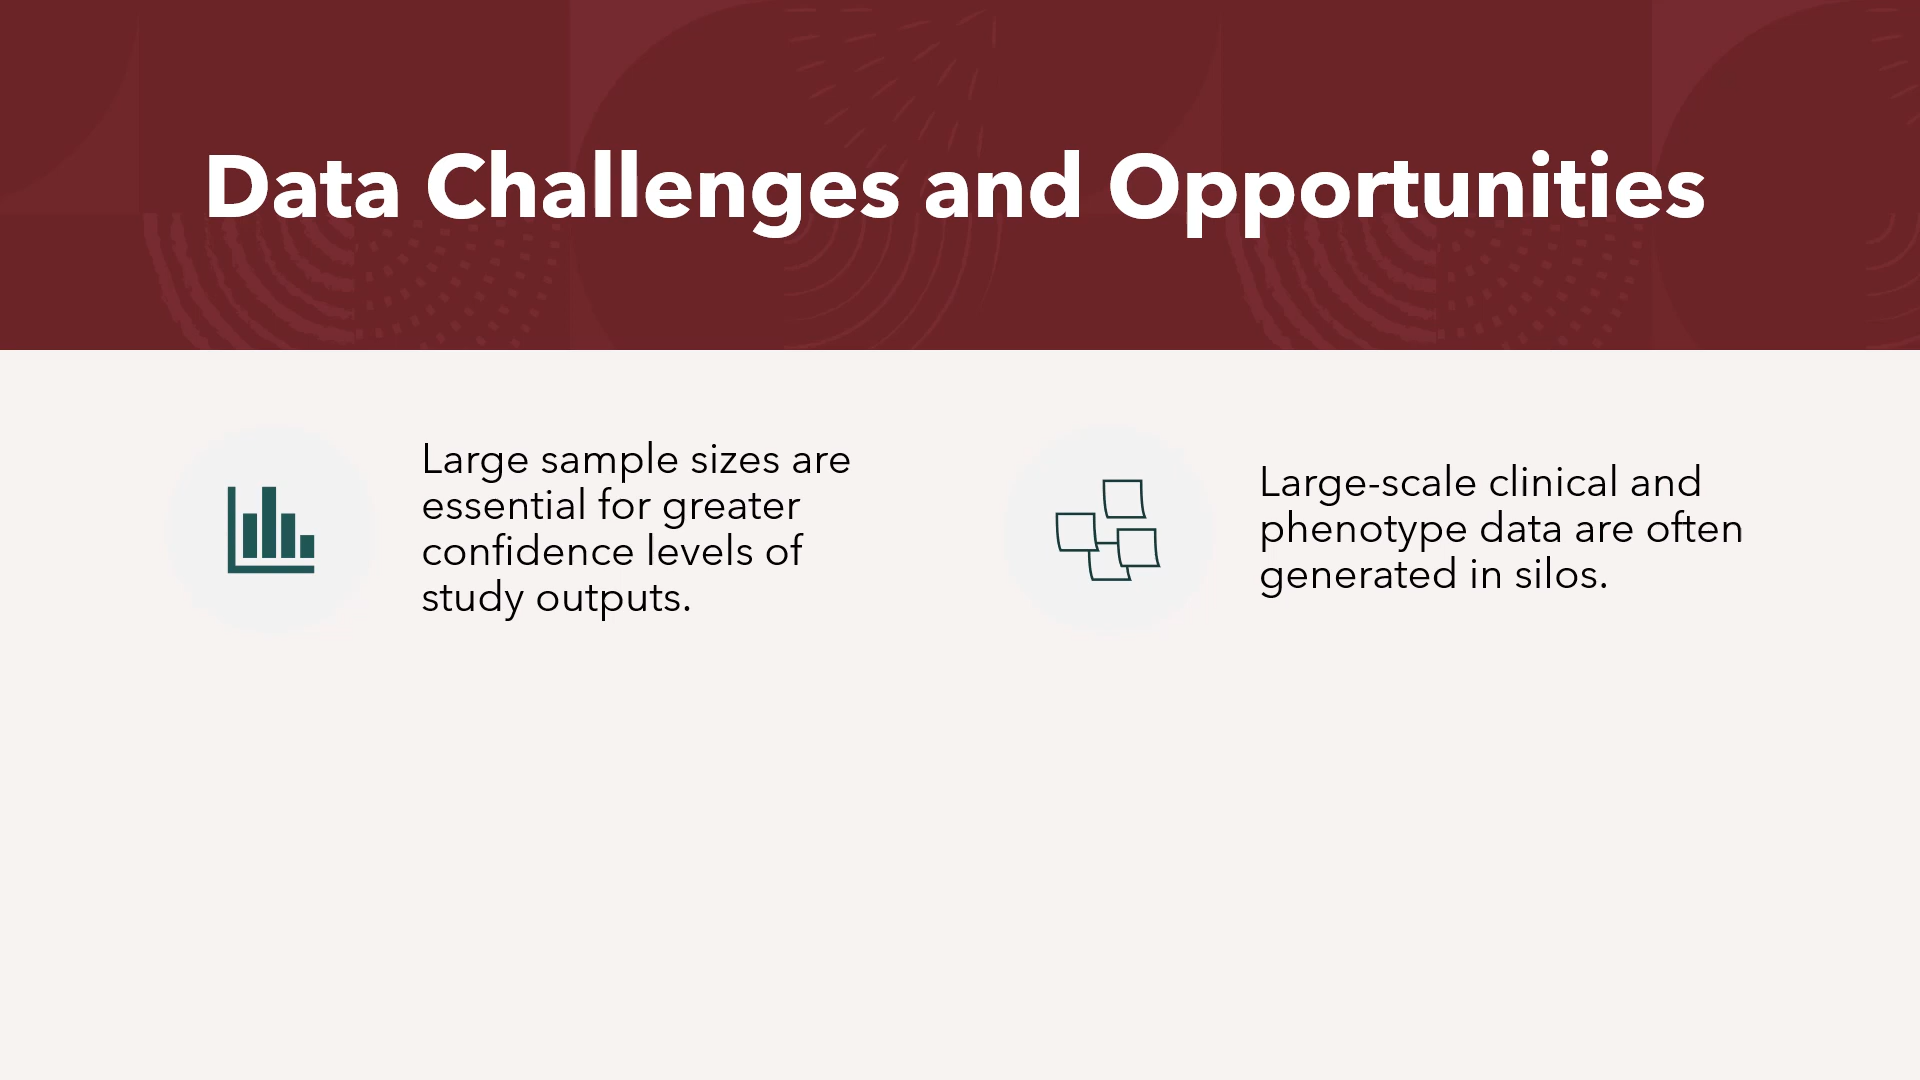 Data Challenges and Opportunities
Large sample sizes are
essential for greater
confidence levels of
study outputs.
Large-scale clinical and
phenotype data are often
generated in silos.